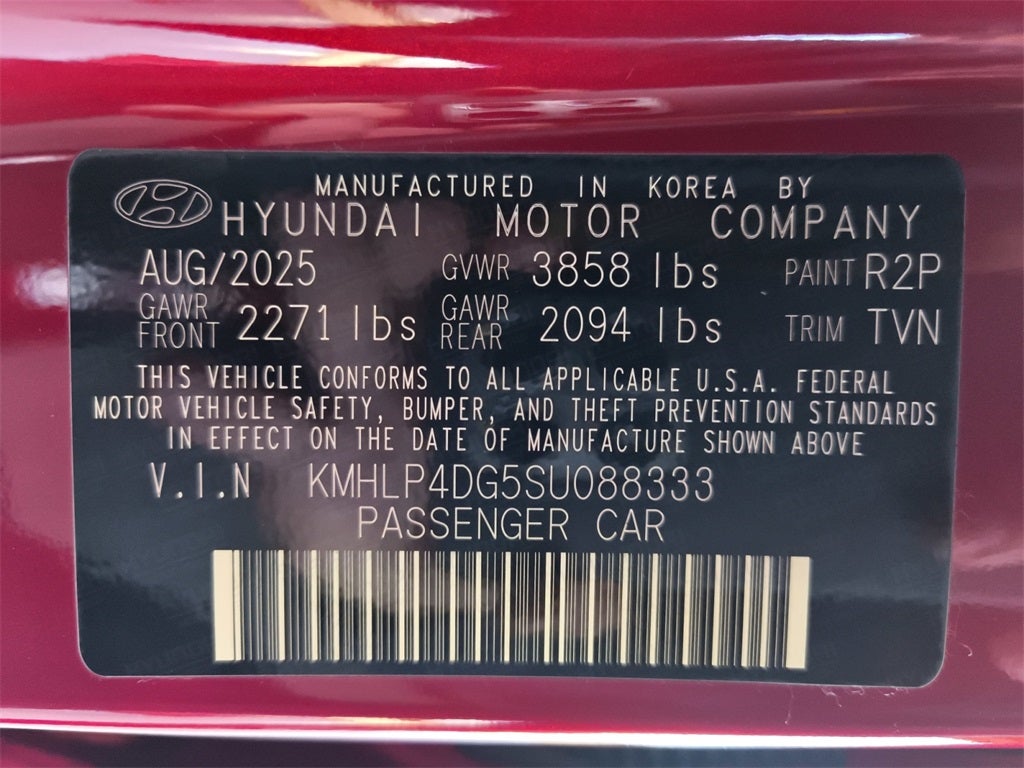 MANUFACTURED IN KOREA BY
HYUNDAI MOTOR COMPANY
AUG/2025 GVWR 3858 lbs PAINT R2P
GAWR FRONT 2271 lbs GAWR REAR 2094 lbs TRIM TVN
THIS VEHICLE CONFORMS TO ALL APPLICABLE U.S.A. FEDERAL
MOTOR VEHICLE SAFETY, BUMPER, AND THEFT PREVENTION STANDARDS
IN EFFECT ON THE DATE OF MANUFACTURE SHOWN ABOVE
V.I.N KMHLP4DG5SU088333
PASSENGER CAR